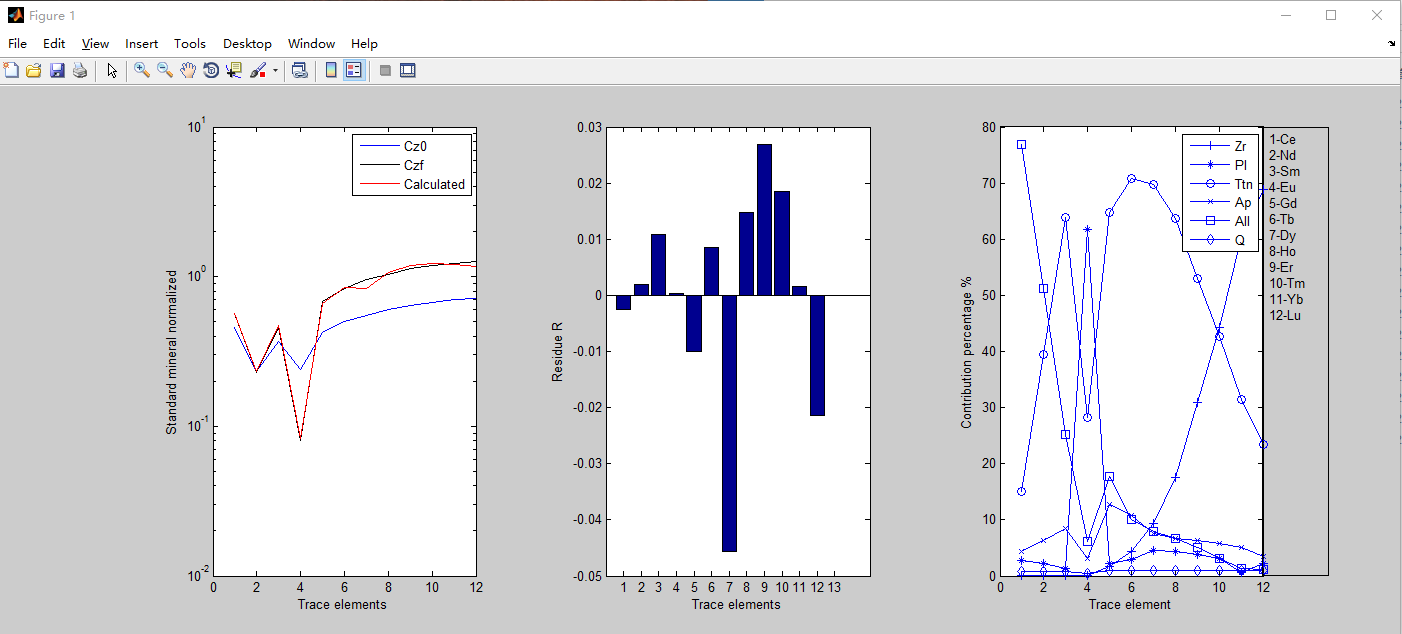 Figure 1
File Edit View Insert Tools Desktop Window Help
10^1
10^0
10^-1
10^-2
Standard mineral normalized
Cz0
Czf
Calculated
0 2 4 6 8 10 12
Trace elements
0.03
0.02
0.01
0
-0.01
-0.02
-0.03
-0.04
-0.05
Residue R
1 2 3 4 5 6 7 8 9 10 11 12 13
Trace elements
80
70
60
50
40
30
20
10
0
Contribution percentage %
Zr
Pl
Ttn
Ap
All
Q
0 2 4 6 8 10 12
Trace element
1-Ce
2-Nd
3-Sm
4-Eu
5-Gd
6-Tb
7-Dy
8-Ho
9-Er
10-Tm
11-Yb
12-Lu